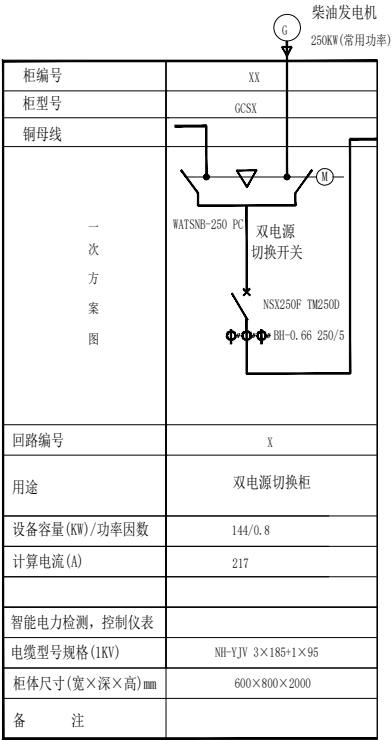 柴油发电机
G
250KW(常用功率)
柜编号 XX
柜型号 GCSX
铜母线
M
一次方案图
WATSNB-250 PC
双电源
切换开关
NSX250F TM250D
BH-0.66 250/5
回路编号 X
用途 双电源切换柜
设备容量(KW)/功率因数 144/0.8
计算电流(A) 217
智能电力检测，控制仪表
电缆型号规格(1KV) NH-YJV 3×185+1×95
柜体尺寸(宽×深×高)mm 600×800×2000
备 注